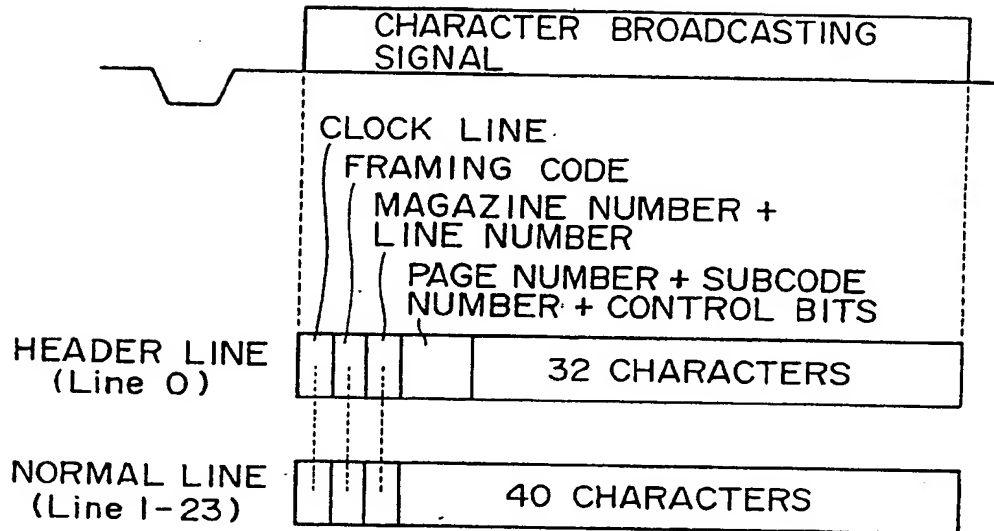 CHARACTER BROADCASTING
SIGNAL
CLOCK LINE
FRAMING CODE
MAGAZINE NUMBER +
LINE NUMBER
PAGE NUMBER + SUBCODE
NUMBER + CONTROL BITS
HEADER LINE
(Line 0)
32 CHARACTERS
NORMAL LINE
(Line 1-23)
40 CHARACTERS